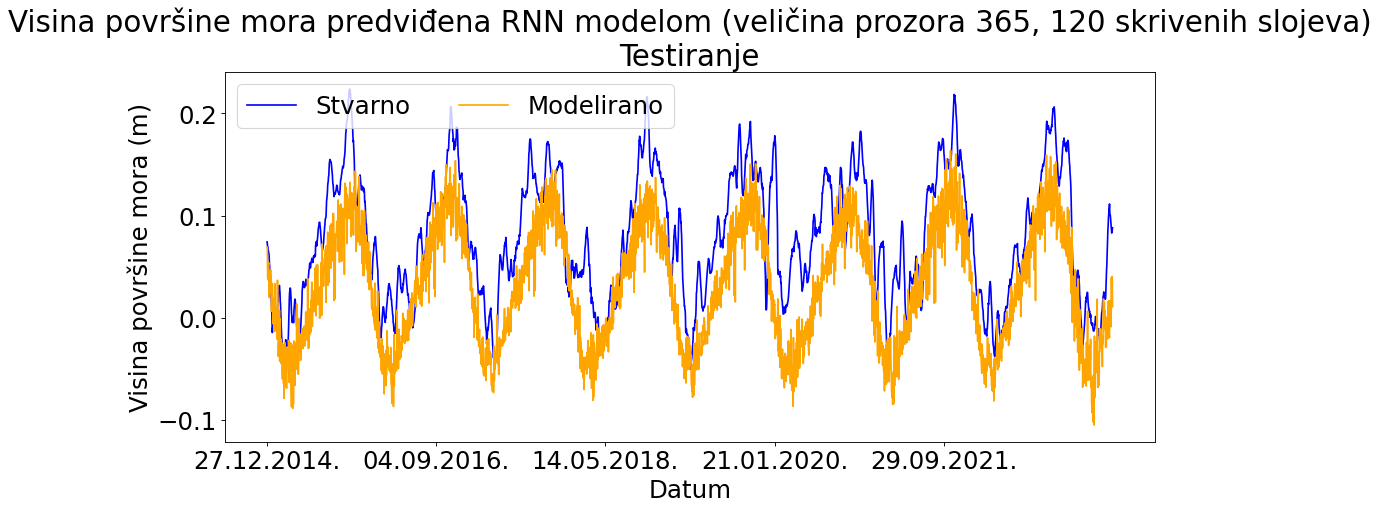 Visina površine mora predviđena RNN modelom (veličina prozora 365, 120 skrivenih slojeva)
Testiranje
Stvarno Modelirano
Visina površine mora (m)
0.2
0.1
0.0
−0.1
27.12.2014. 04.09.2016. 14.05.2018. 21.01.2020. 29.09.2021.
Datum